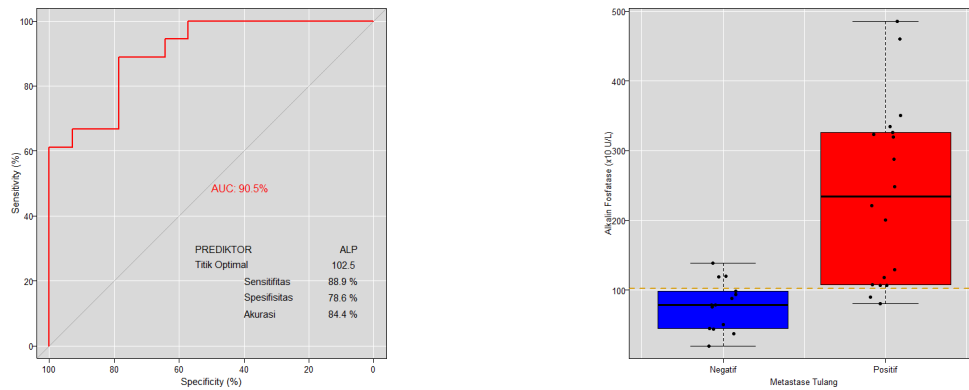 100
80
60
40
20
0
Sensitivity (%)
AUC: 90.5%
PREDIKTOR ALP
Titik Optimal 102.5
Sensitifitas 88.9 %
Spesifisitas 78.6 %
Akurasi 84.4 %
100 80 60 40 20 0
Specificity (%)
500
400
300
200
100
Alkalin Fosfatase (x10 U/L)
Negatif Positif
Metastase Tulang